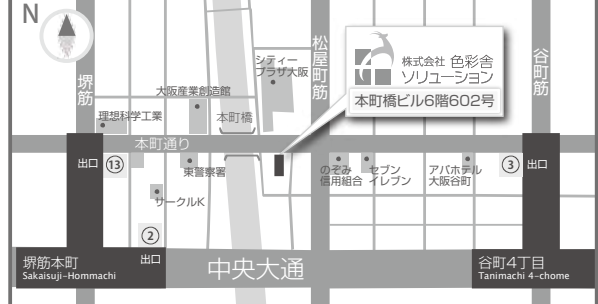 N
堺筋
大阪産業創造館
理想科学工業
本町橋
シティー
プラザ大阪
松屋町筋
株式会社 色彩舎
ソリューション
本町橋ビル6階602号
谷町筋
本町通り
出口 ⑬
東警察署
サークルK
のぞみ
信用組合
セブン
イレブン
アパホテル
大阪谷町
③ 出口
②
出口
堺筋本町
Sakaisuji-Hommachi
中央大通
谷町4丁目
Tanimachi 4-chome